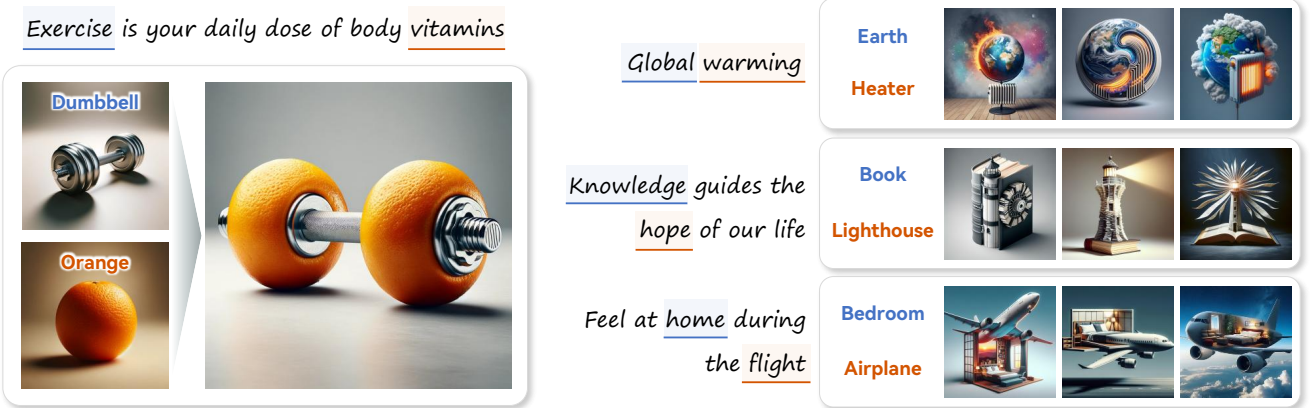 Exercise is your daily dose of body vitamins
Dumbbell
Orange
Global warming
Earth
Heater
Knowledge guides the
hope of our life
Book
Lighthouse
Feel at home during
the flight
Bedroom
Airplane